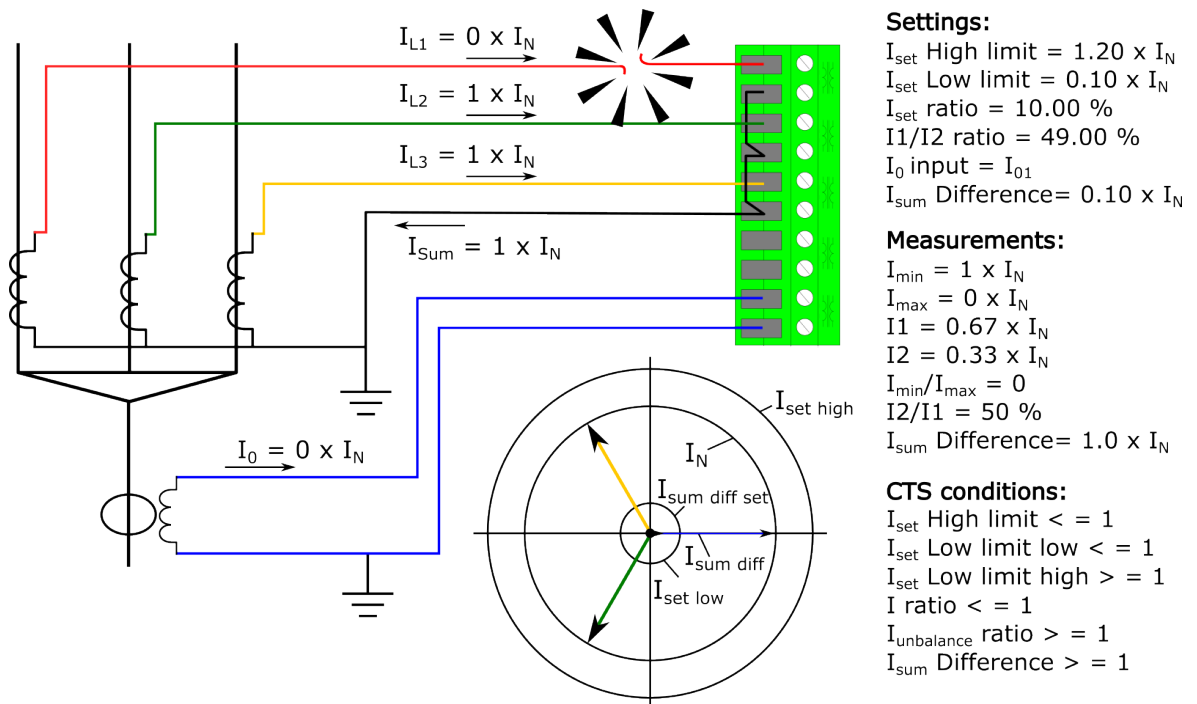 I_L1 = 0 x I_N
I_L2 = 1 x I_N
I_L3 = 1 x I_N
I_Sum = 1 x I_N
I_0 = 0 x I_N
I_set high
I_N
I_sum diff set
I_sum diff
I_set low
Settings:
I_set High limit = 1.20 x I_N
I_set Low limit = 0.10 x I_N
I_set ratio = 10.00 %
I1/I2 ratio = 49.00 %
I_0 input = I_01
I_sum Difference= 0.10 x I_N
Measurements:
I_min = 1 x I_N
I_max = 0 x I_N
I1 = 0.67 x I_N
I2 = 0.33 x I_N
I_min/I_max = 0
I2/I1 = 50 %
I_sum Difference= 1.0 x I_N
CTS conditions:
I_set High limit < = 1
I_set Low limit low < = 1
I_set Low limit high > = 1
I ratio < = 1
I_unbalance ratio > = 1
I_sum Difference > = 1